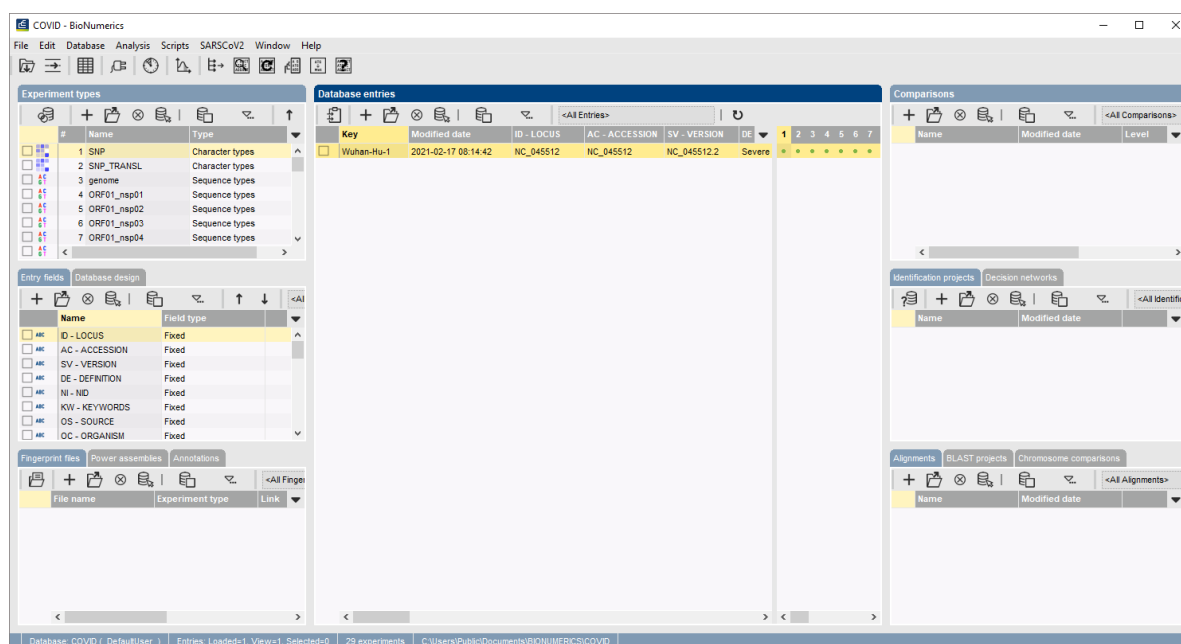 COVID - BioNumerics
File Edit Database Analysis Scripts SARSCoV2 Window Help
Experiment types
# Name Type
1 SNP Character types
2 SNP_TRANSL Character types
3 genome Sequence types
4 ORF01_nsp01 Sequence types
5 ORF01_nsp02 Sequence types
6 ORF01_nsp03 Sequence types
7 ORF01_nsp04 Sequence types
Entry fields Database design
<Al
Name Field type
ID - LOCUS Fixed
AC - ACCESSION Fixed
SV - VERSION Fixed
DE - DEFINITION Fixed
NI - NID Fixed
KW - KEYWORDS Fixed
OS - SOURCE Fixed
OC - ORGANISM Fixed
Fingerprint files Power assemblies Annotations
<All Finger
File name Experiment type Link
Database entries
<All Entries>
Key Modified date ID - LOCUS AC - ACCESSION SV - VERSION DE 1 2 3 4 5 6 7
Wuhan-Hu-1 2021-02-17 08:14:42 NC_045512 NC_045512 NC_045512.2 Severe
Comparisons
<All Comparisons>
Name Modified date Level
Identification projects Decision networks
<All Identifi
Name Modified date
Alignments BLAST projects Chromosome comparisons
<All Alignments>
Name Modified date
Database: COVID (_DefaultUser_) Entries: Loaded=1, View=1, Selected=0 29 experiments C:\Users\Public\Documents\BIONUMERICS\COVID